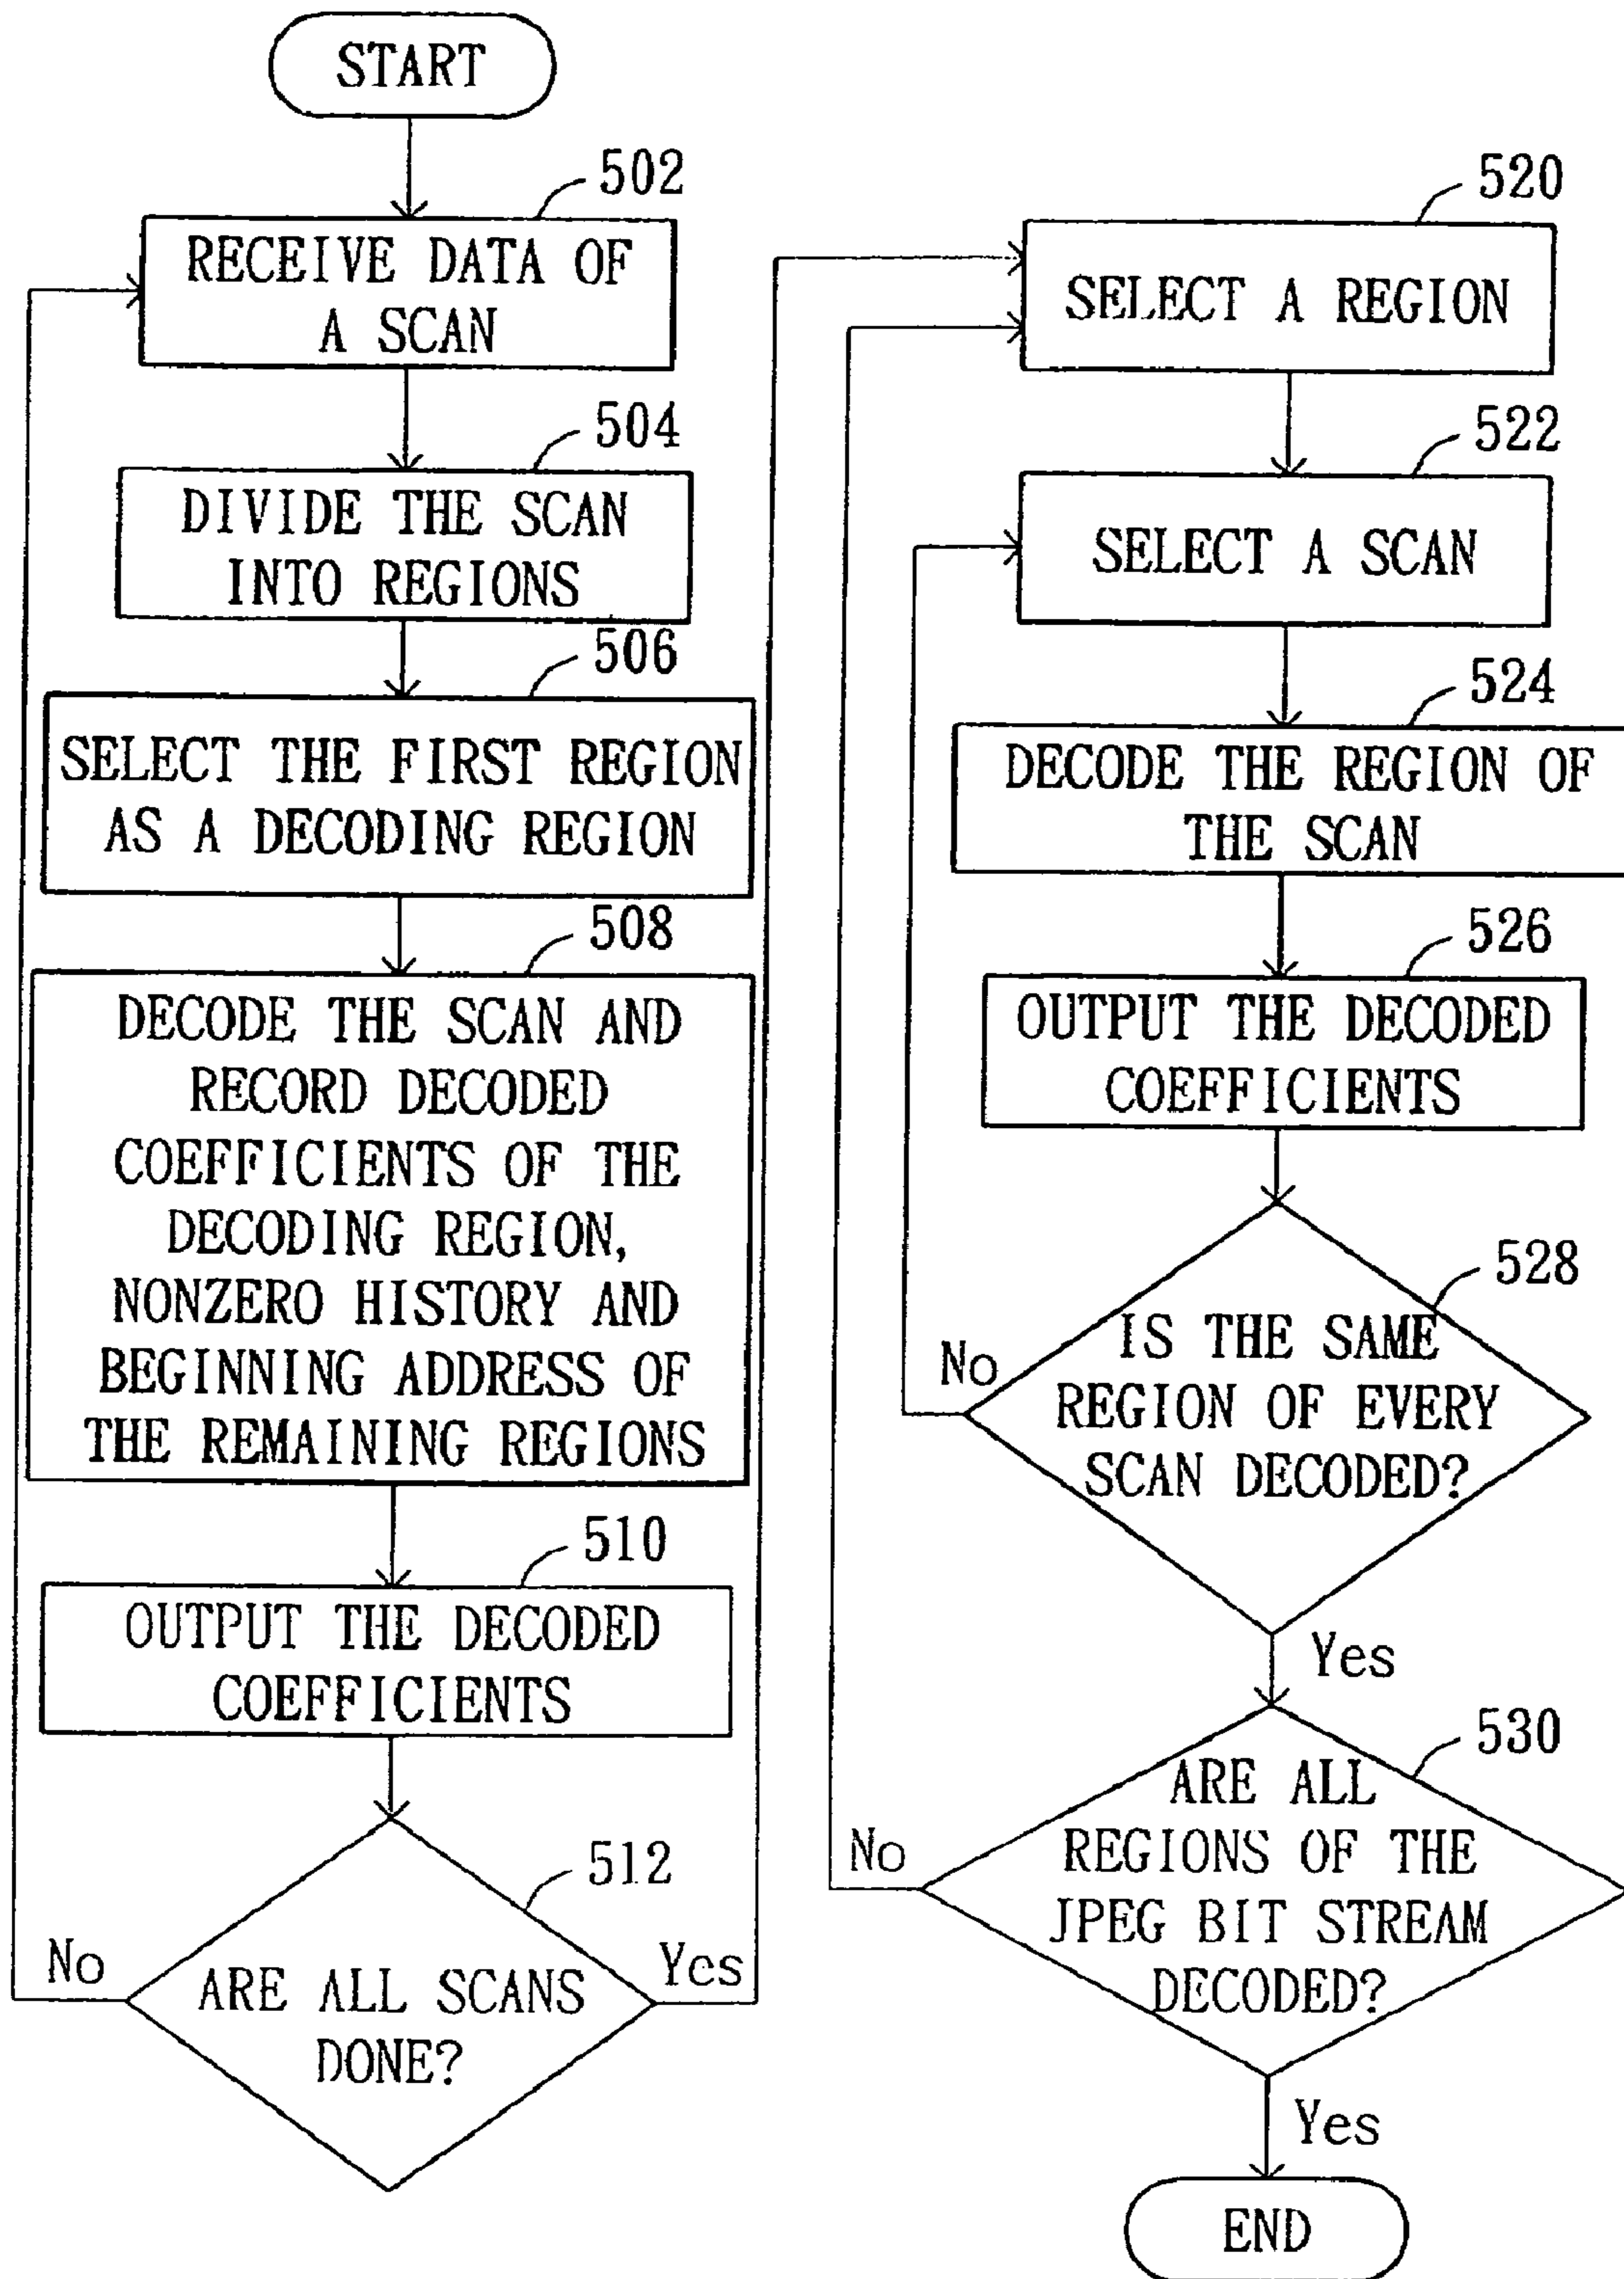 START
502
RECEIVE DATA OF
A SCAN
504
DIVIDE THE SCAN
INTO REGIONS
506
SELECT THE FIRST REGION
AS A DECODING REGION
508
DECODE THE SCAN AND
RECORD DECODED
COEFFICIENTS OF THE
DECODING REGION,
NONZERO HISTORY AND
BEGINNING ADDRESS OF
THE REMAINING REGIONS
510
OUTPUT THE DECODED
COEFFICIENTS
512
No
Yes
ARE ALL SCANS
DONE?
520
SELECT A REGION
522
SELECT A SCAN
524
DECODE THE REGION OF
THE SCAN
526
OUTPUT THE DECODED
COEFFICIENTS
528
No
IS THE SAME
REGION OF EVERY
SCAN DECODED?
Yes
530
No
ARE ALL
REGIONS OF THE
JPEG BIT STREAM
DECODED?
Yes
END